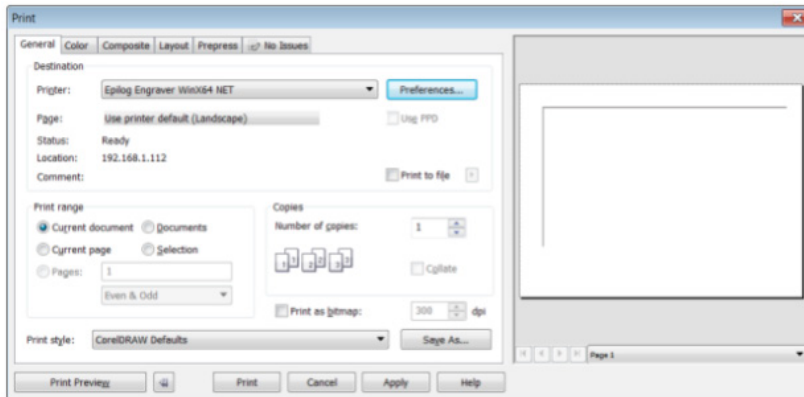 Print
General Color Composite Layout Prepress No Issues
Destination
Printer: Epilog Engraver WinX64 NET Preferences...
Page: Use printer default (Landscape) Use PPD
Status: Ready
Location: 192.168.1.112
Comment: Print to file
Print range Copies
Current document Documents Number of copies: 1
Current page Selection
Pages: 1 Collate
Even & Odd
Print as bitmap: 300 dpi
Print style: CorelDRAW Defaults Save As...
Page 1
Print Preview Print Cancel Apply Help